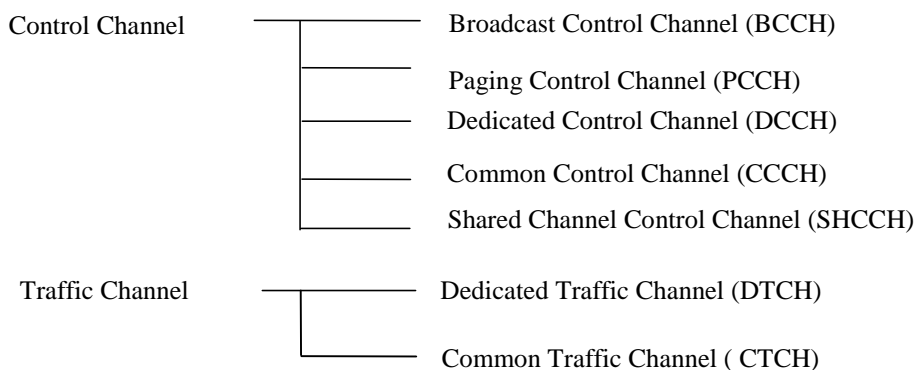 Control Channel
Broadcast Control Channel (BCCH)
Paging Control Channel (PCCH)
Dedicated Control Channel (DCCH)
Common Control Channel (CCCH)
Shared Channel Control Channel (SHCCH)
Traffic Channel
Dedicated Traffic Channel (DTCH)
Common Traffic Channel ( CTCH)